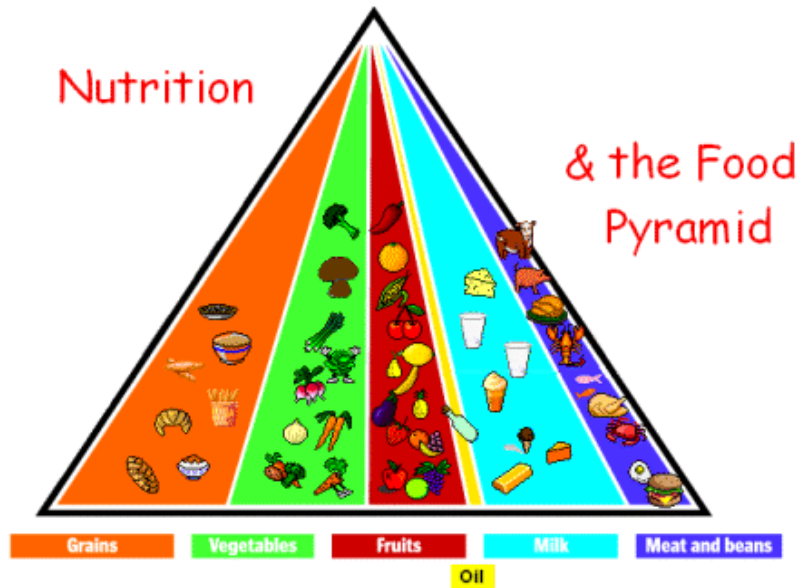 Nutrition
& the Food
Pyramid
Grains
Vegetables
Fruits
Milk
Meat and beans
Oil